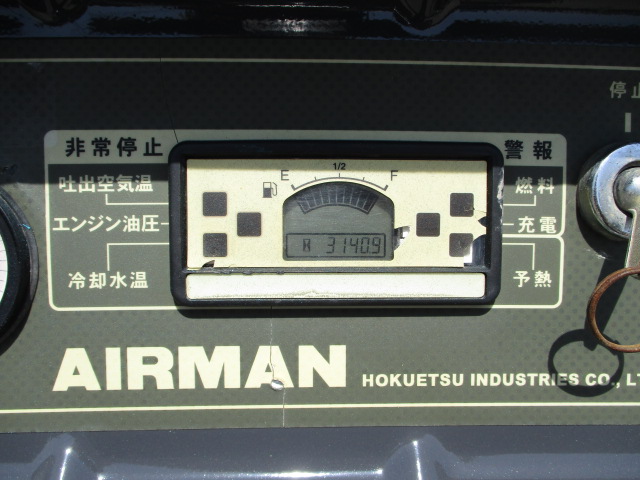 停止
非常停止
警報
吐出空気温
エンジン油圧
冷却水温
E 1/2 F
燃料
充電
予熱
AIRMAN
HOKUETSU INDUSTRIES CO., LT